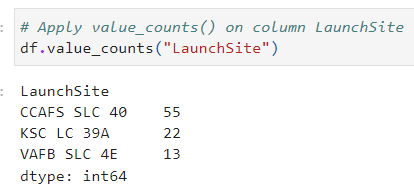 # Apply value_counts() on column LaunchSite
df.value_counts("LaunchSite")
LaunchSite
CCAFS SLC 40    55
KSC LC 39A      22
VAFB SLC 4E     13
dtype: int64